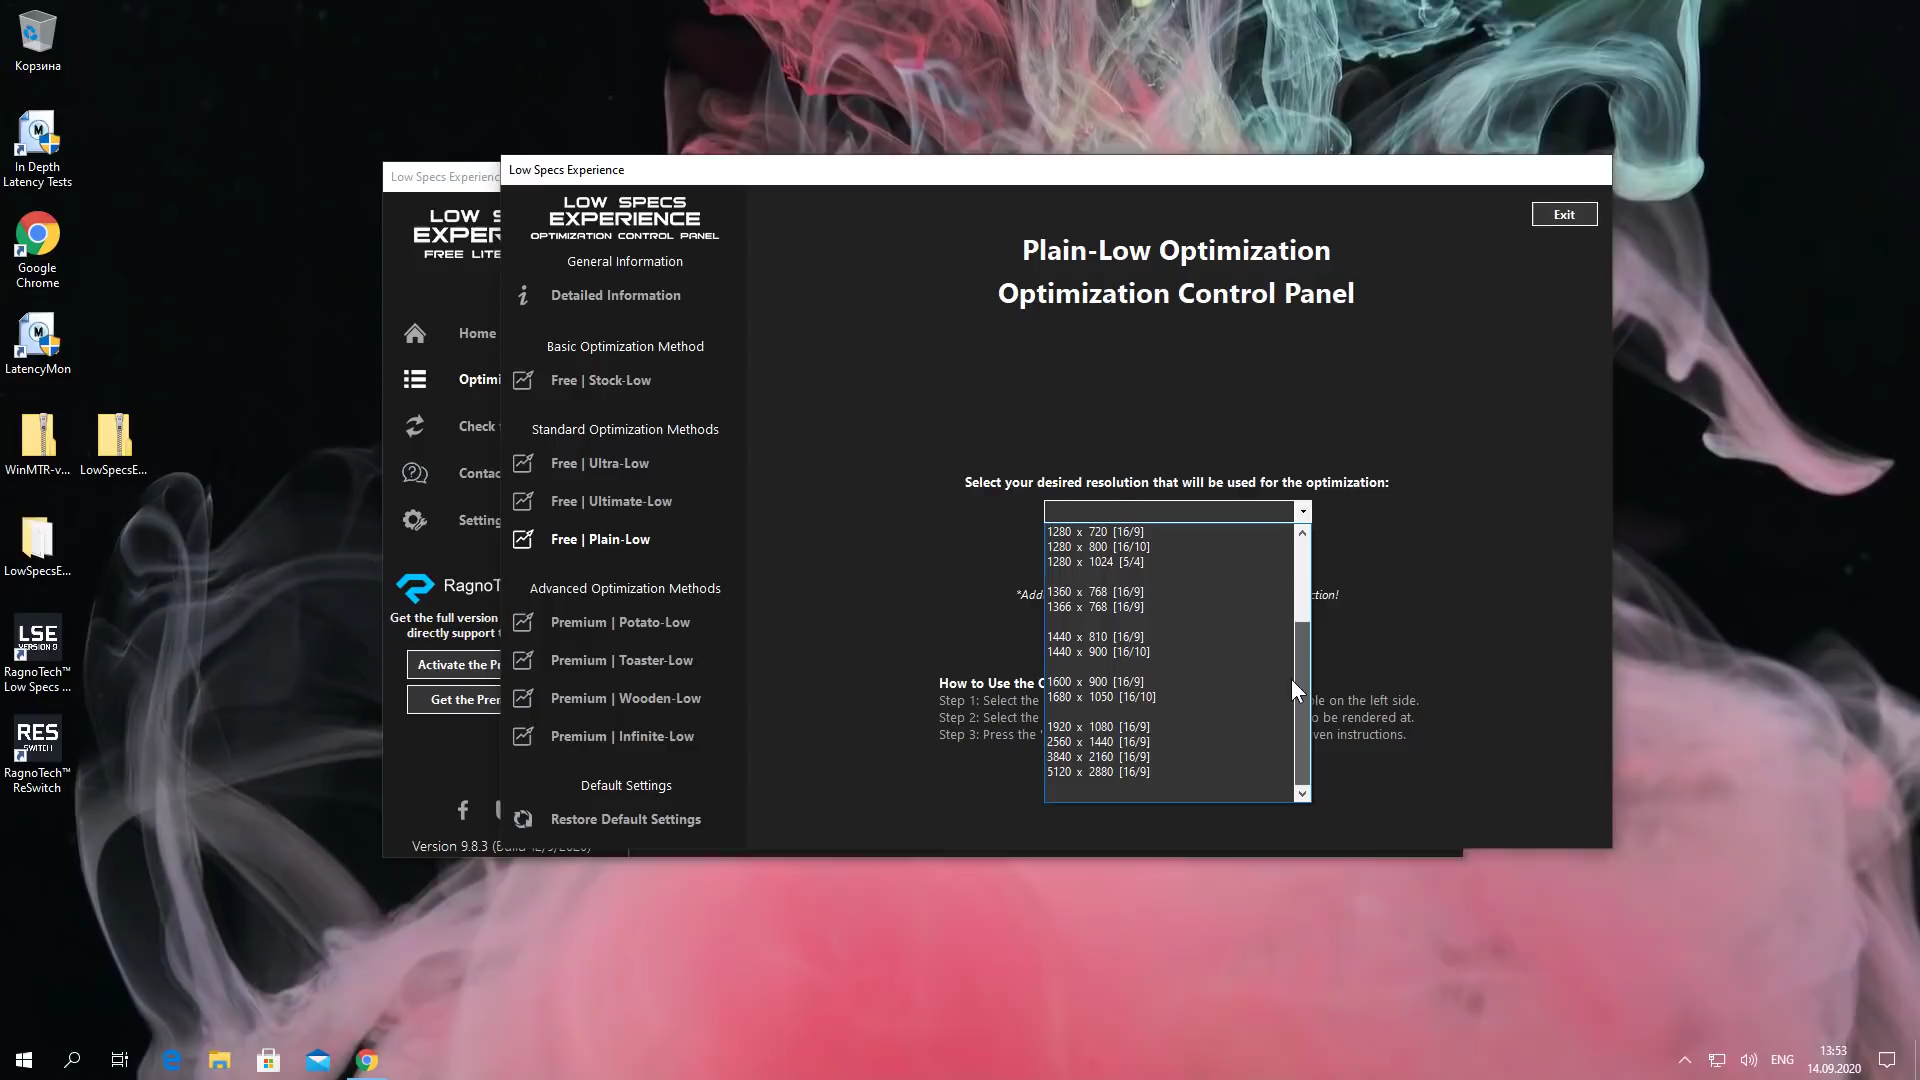 Корзина
In Depth
Latency Tests
Google
Chrome
LatencyMon
WinMTR-v...
LowSpecsE...
LowSpecsE...
LSE
VERSION 9
RagnoTech™
Low Specs ...
RES
SWITCH
RagnoTech™
ReSwitch
Low Specs Experienc
LOW S
EXPER
FREE LITE
Home
Optimi
Check
Contac
Setting
RagnoT
Get the full version
directly support t
Activate the Pr
Get the Prem
Version 9.8.3
Low Specs Experience
LOW SPECS
EXPERIENCE
OPTIMIZATION CONTROL PANEL
General Information
Detailed Information
Basic Optimization Method
Free | Stock-Low
Standard Optimization Methods
Free | Ultra-Low
Free | Ultimate-Low
Free | Plain-Low
Advanced Optimization Methods
Premium | Potato-Low
Premium | Toaster-Low
Premium | Wooden-Low
Premium | Infinite-Low
Default Settings
Restore Default Settings
Exit
Plain-Low Optimization
Optimization Control Panel
Select your desired resolution that will be used for the optimization:
1280 x 720 [16/9]
1280 x 800 [16/10]
1280 x 1024 [5/4]
1360 x 768 [16/9]
1366 x 768 [16/9]
1440 x 810 [16/9]
1440 x 900 [16/10]
1600 x 900 [16/9]
1680 x 1050 [16/10]
1920 x 1080 [16/9]
2560 x 1440 [16/9]
3840 x 2160 [16/9]
5120 x 2880 [16/9]
*Add ction!
How to Use the C
Step 1: Select the le on the left side.
Step 2: Select the o be rendered at.
Step 3: Press the ' ven instructions.
ENG
13:53
14.09.2020